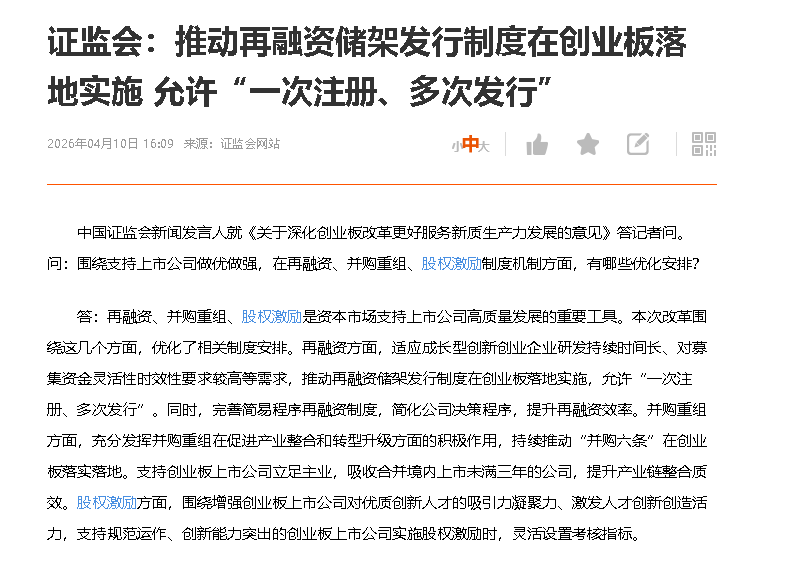 证监会：推动再融资储架发行制度在创业板落
地实施 允许“一次注册、多次发行”
2026年04月10日 16:09 来源：证监会网站
小中大
中国证监会新闻发言人就《关于深化创业板改革更好服务新质生产力发展的意见》答记者问。
问：围绕支持上市公司做优做强，在再融资、并购重组、股权激励制度机制方面，有哪些优化安排？
答：再融资、并购重组、股权激励是资本市场支持上市公司高质量发展的重要工具。本次改革围
绕这几个方面，优化了相关制度安排。再融资方面，适应成长型创新创业企业研发持续时间长、对募
集资金灵活性时效性要求较高等需求，推动再融资储架发行制度在创业板落地实施，允许“一次注
册、多次发行”。同时，完善简易程序再融资制度，简化公司决策程序，提升再融资效率。并购重组
方面，充分发挥并购重组在促进产业整合和转型升级方面的积极作用，持续推动“并购六条”在创业
板落实落地。支持创业板上市公司立足主业，吸收合并境内上市未满三年的公司，提升产业链整合质
效。股权激励方面，围绕增强创业板上市公司对优质创新人才的吸引力凝聚力、激发人才创新创造活
力，支持规范运作、创新能力突出的创业板上市公司实施股权激励时，灵活设置考核指标。